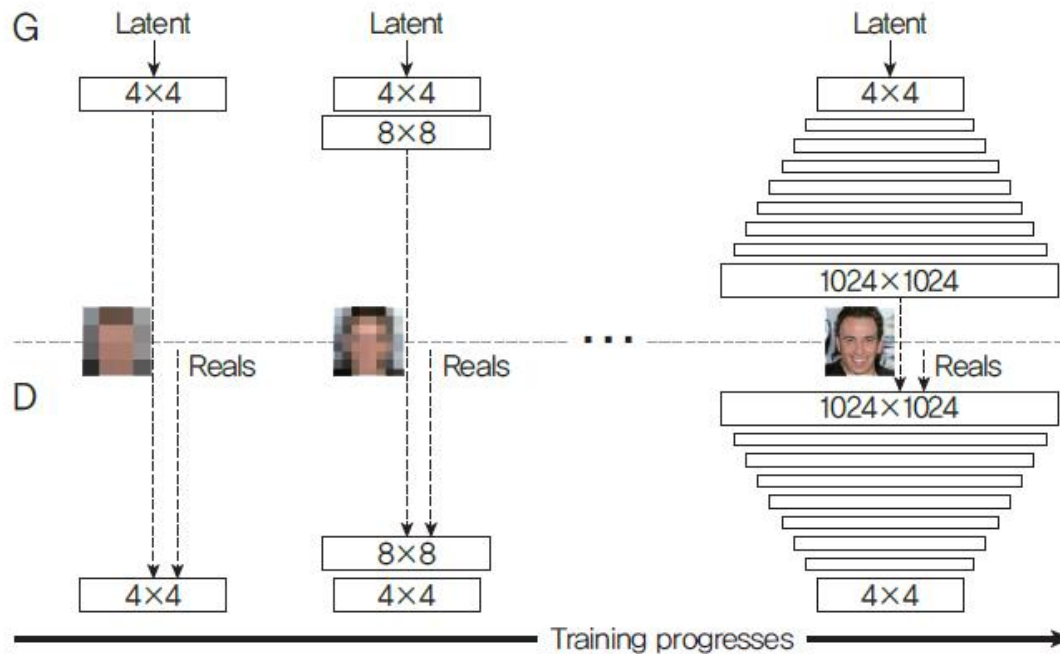 G
Latent
Latent
Latent
4×4
4×4
4×4
8×8
1024×1024
...
Reals
Reals
Reals
D
1024×1024
8×8
4×4
4×4
4×4
Training progresses